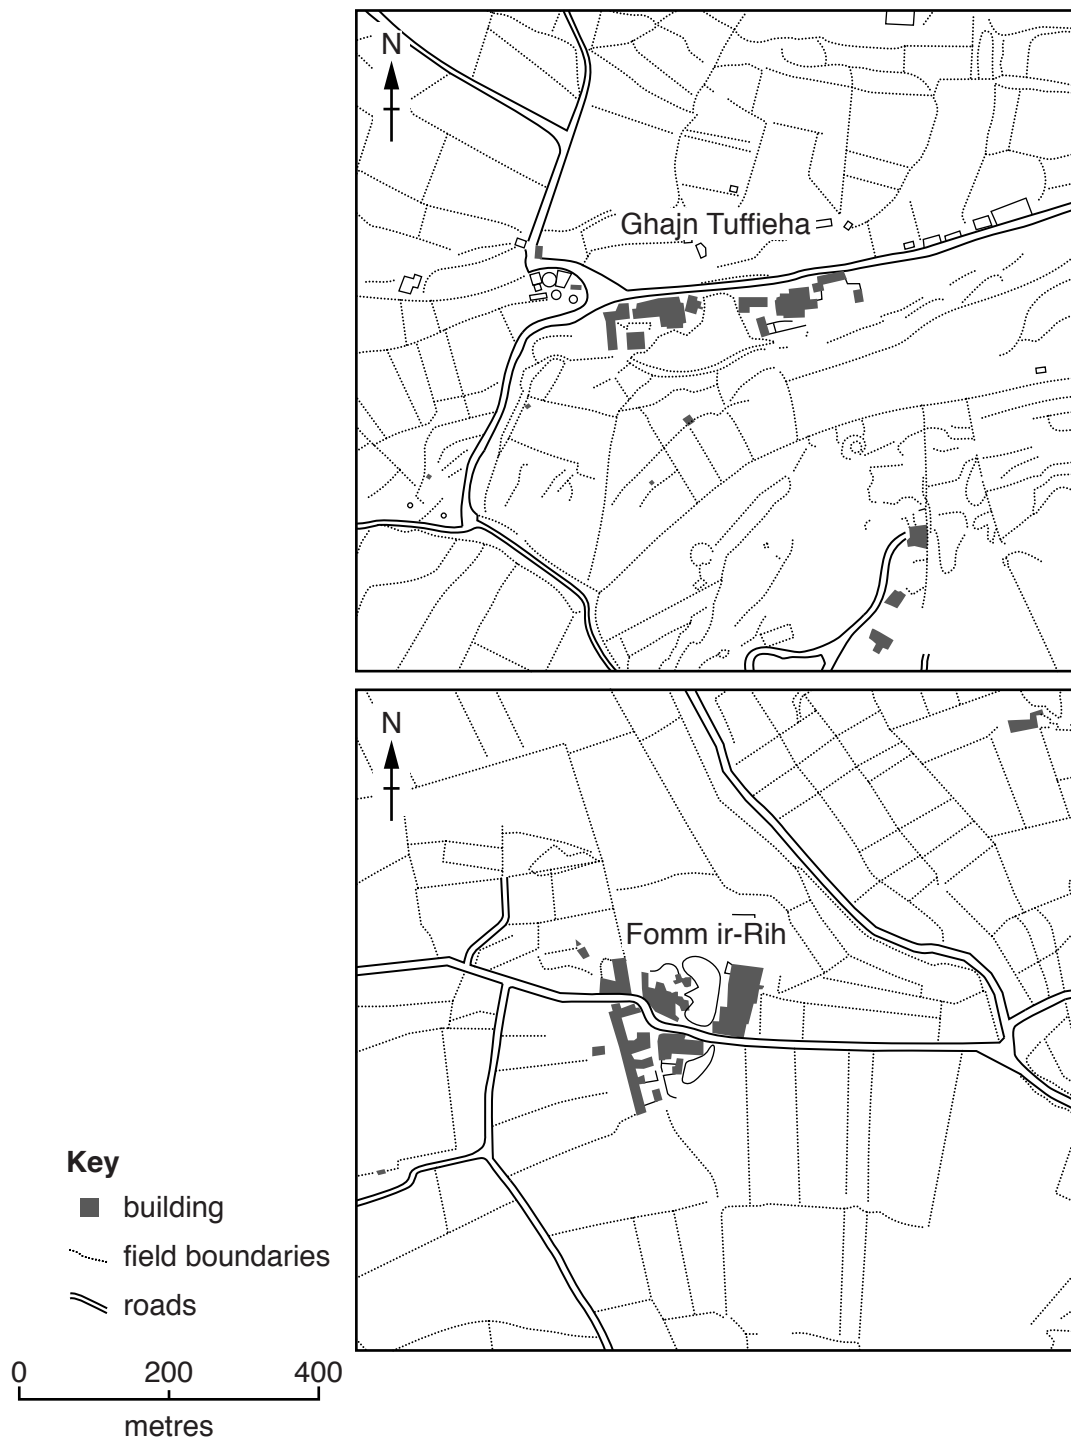 N
Ghajn Tuffieha
N
Fomm ir-Rih
Key
building
field boundaries
roads
0 200 400
metres